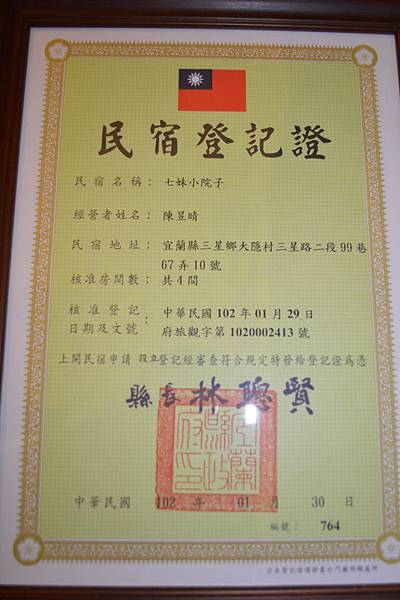 民宿登記證
民宿名稱：七妹小院子
經營者姓名：陳昱晴
民宿地址：宜蘭縣三星鄉大隱村三星路二段99巷
67弄10號
核准房間數：共4間
核准登記
日期及文號：中華民國102年01月29日
府旅觀字第1020002413號
上開民宿申請設立登記經審查符合規定特發給登記證為憑
縣長林聰賢
宜蘭縣政府印
中華民國 102 年 01 月 30 日
編號：764